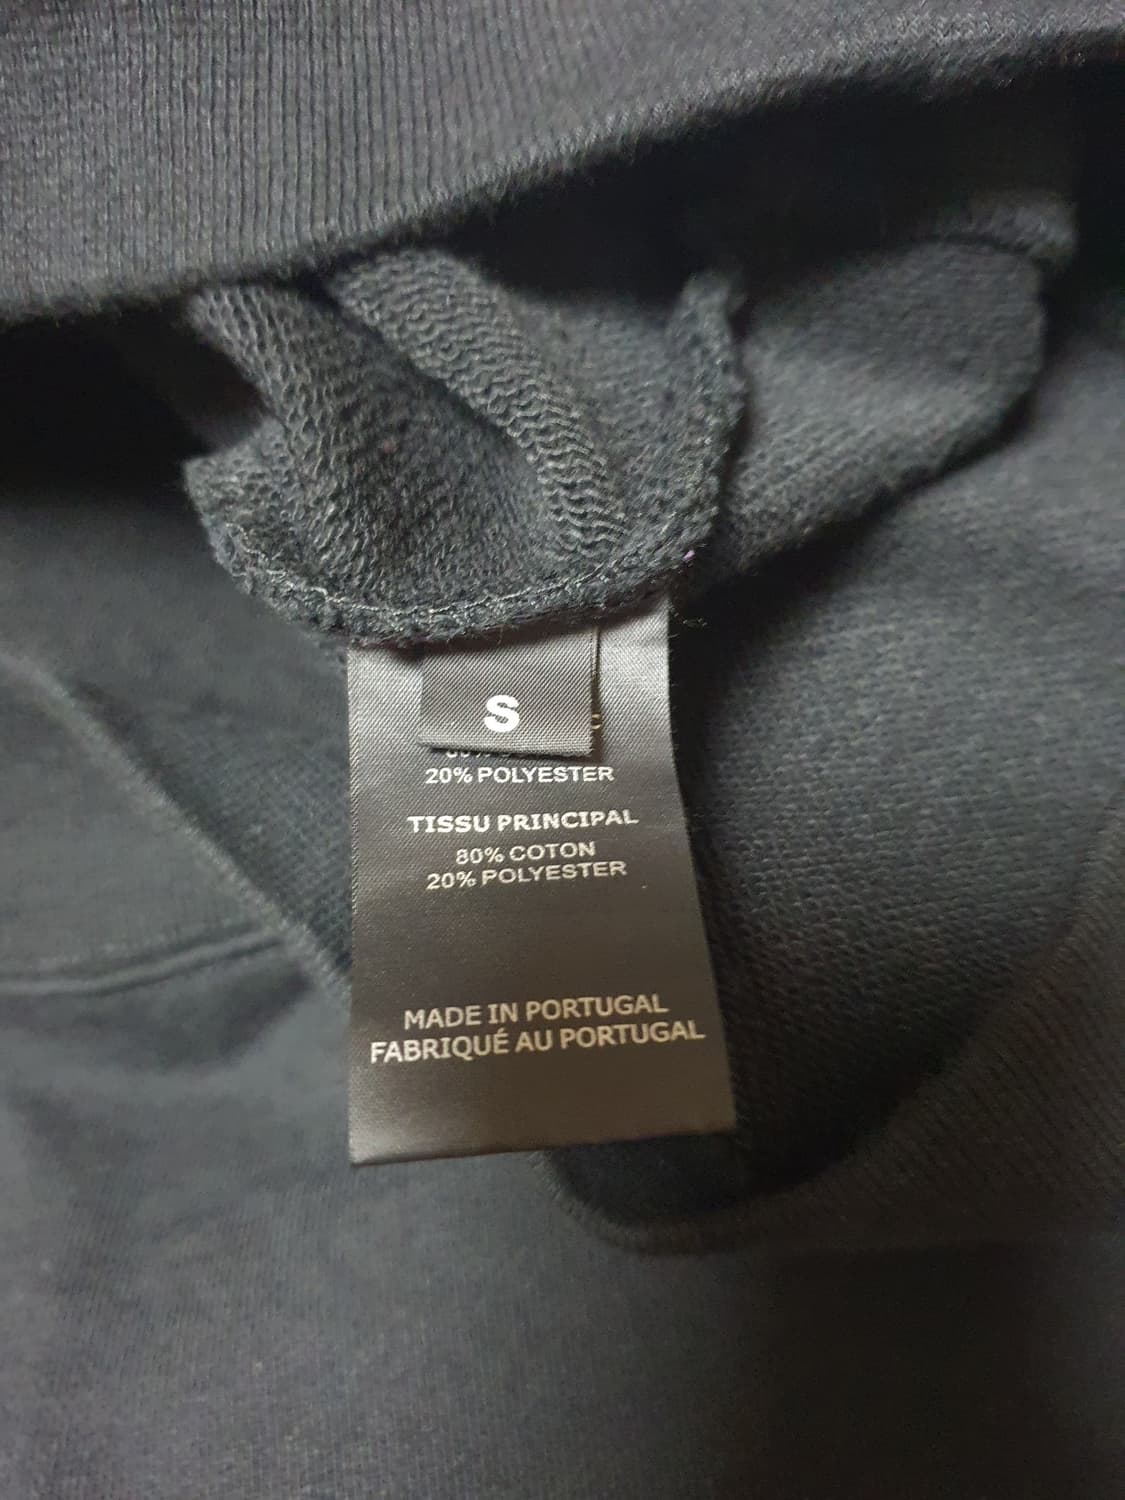 S
20% POLYESTER
TISSU PRINCIPAL
80% COTON
20% POLYESTER
MADE IN PORTUGAL
FABRIQUÉ AU PORTUGAL